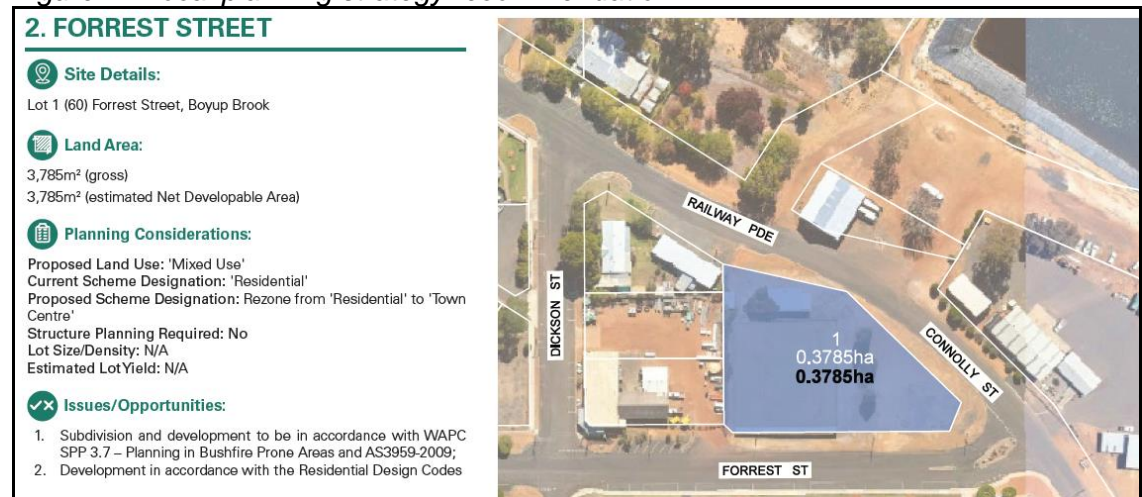 2. FORREST STREET
Site Details:
Lot 1 (60) Forrest Street, Boyup Brook
Land Area:
3,785m² (gross)
3,785m² (estimated Net Developable Area)
Planning Considerations:
Proposed Land Use: 'Mixed Use'
Current Scheme Designation: 'Residential'
Proposed Scheme Designation: Rezone from 'Residential' to 'Town
Centre'
Structure Planning Required: No
Lot Size/Density: N/A
Estimated Lot Yield: N/A
Issues/Opportunities:
1. Subdivision and development to be in accordance with WAPC
SPP 3.7 – Planning in Bushfire Prone Areas and AS3959-2009;
2. Development in accordance with the Residential Design Codes
RAILWAY PDE
DICKSON ST
1
0.3785ha
0.3785ha
CONNOLLY ST
FORREST ST